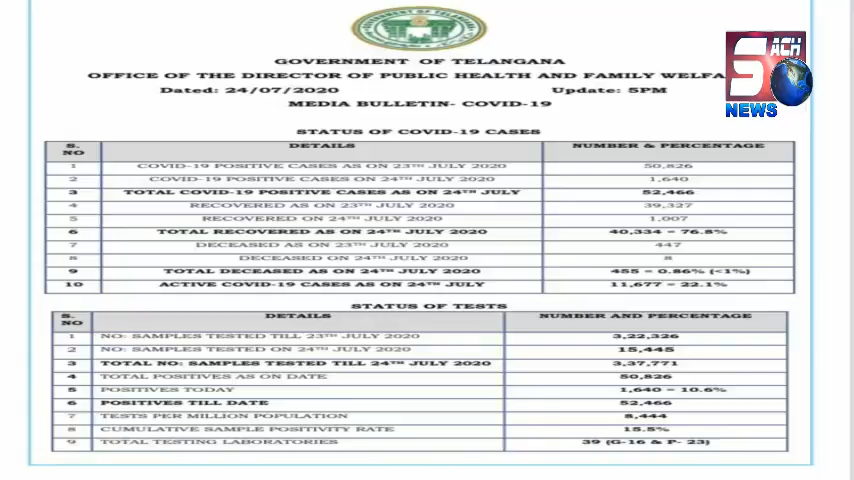 GOVERNMENT OF TELANGANA
SACH
NEWS
GOVERNMENT OF TELANGANA
OFFICE OF THE DIRECTOR OF PUBLIC HEALTH AND FAMILY
Dated: 24/07/2020 Update: 5PM
MEDIA BULLETIN- COVID-19
STATUS OF COVID-19 CASES
S. NO DETAILS NUMBER & PERCENTAGE
1 COVID-19 POSITIVE CASES AS ON 23TH JULY 2020 50,826
2 COVID-19 POSITIVE CASES ON 24TH JULY 2020 1,640
3 TOTAL COVID-19 POSITIVE CASES AS ON 24TH JULY 52,466
4 RECOVERED AS ON 23TH JULY 2020 39,327
5 RECOVERED ON 24TH JULY 2020 1,007
6 TOTAL RECOVERED AS ON 24TH JULY 2020 40,334 = 76.8%
7 DECEASED AS ON 23TH JULY 2020 447
8 DECEASED ON 24TH JULY 2020 8
9 TOTAL DECEASED AS ON 24TH JULY 2020 455 = 0.86% (<1%)
10 ACTIVE COVID-19 CASES AS ON 24TH JULY 11,677 = 22.1%
STATUS OF TESTS
S. NO DETAILS NUMBER AND PERCENTAGE
1 NO: SAMPLES TESTED TILL 23TH JULY 2020 3,22,326
2 NO: SAMPLES TESTED ON 24TH JULY 2020 15,445
3 TOTAL NO: SAMPLES TESTED TILL 24TH JULY 2020 3,37,771
4 TOTAL POSITIVES AS ON DATE 50,826
5 POSITIVES TODAY 1,640 = 10.6%
6 POSITIVES TILL DATE 52,466
7 TESTS PER MILLION POPULATION 8,444
8 CUMULATIVE SAMPLE POSITIVITY RATE 15.5%
9 TOTAL TESTING LABORATORIES 39 (G-16 & P- 23)